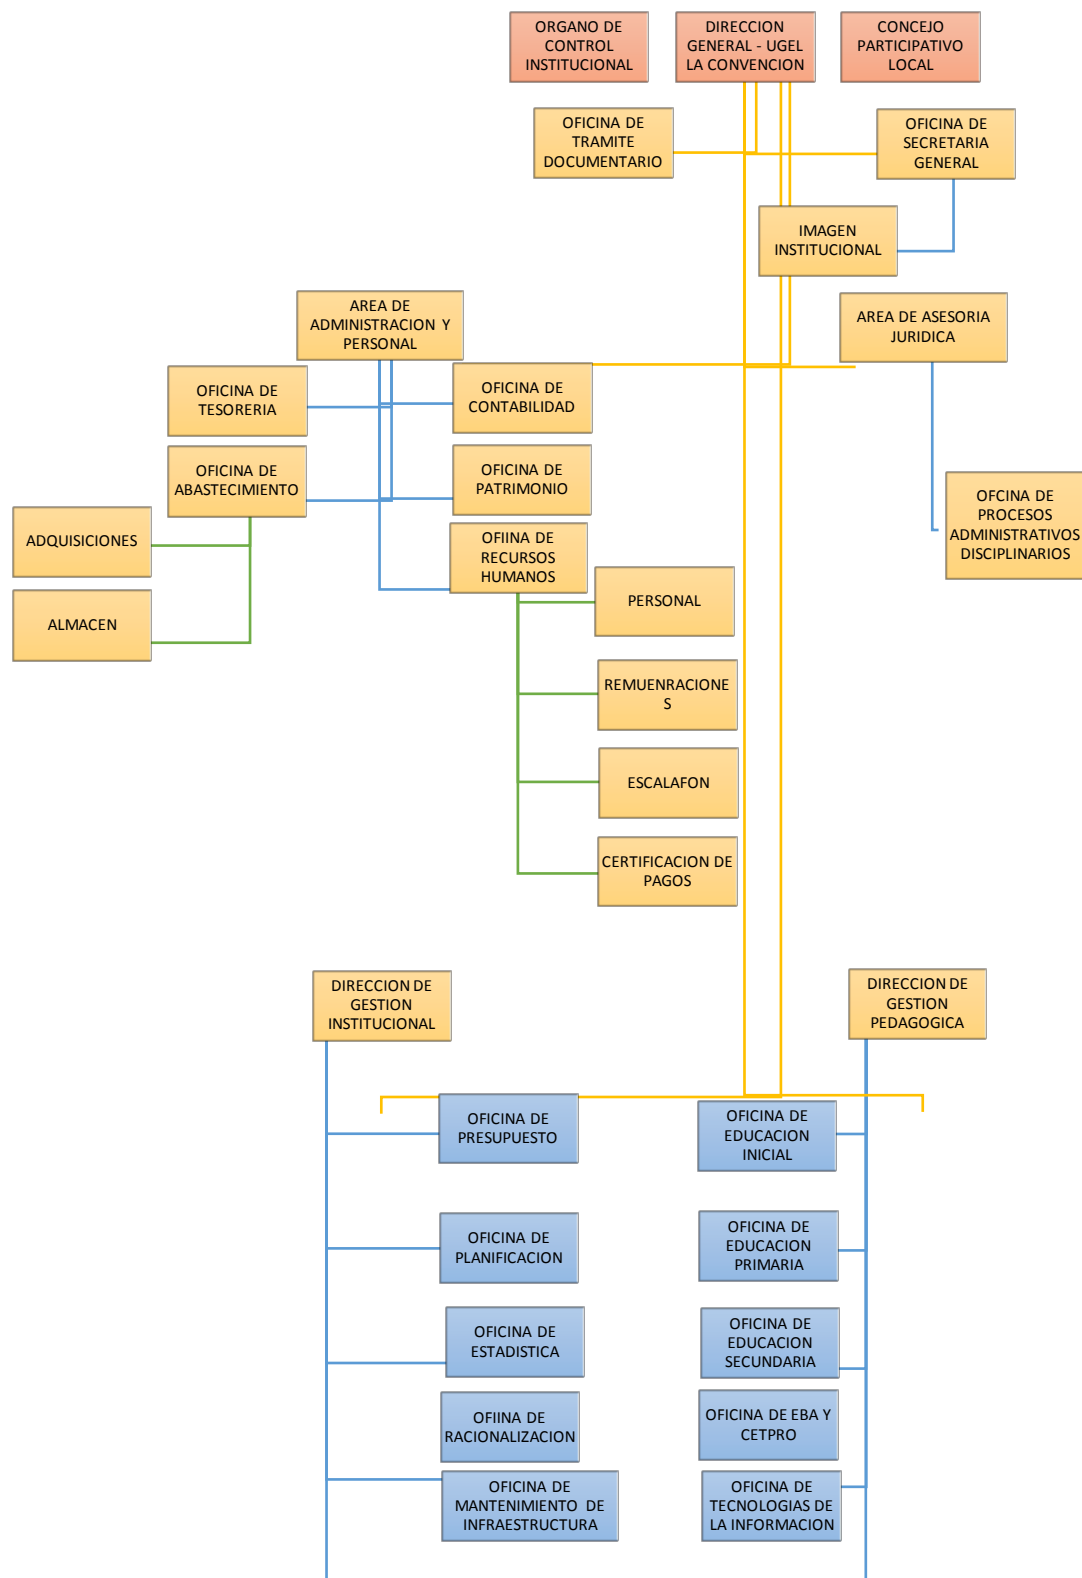 ORGANO DE
CONTROL
INSTITUCIONAL
DIRECCION
GENERAL - UGEL
LA CONVENCION
CONCEJO
PARTICIPATIVO
LOCAL
OFICINA DE
TRAMITE
DOCUMENTARIO
OFICINA DE
SECRETARIA
GENERAL
IMAGEN
INSTITUCIONAL
AREA DE
ADMINISTRACION Y
PERSONAL
AREA DE ASESORIA
JURIDICA
OFICINA DE
TESORERIA
OFICINA DE
CONTABILIDAD
OFICINA DE
ABASTECIMIENTO
OFICINA DE
PATRIMONIO
OFCINA DE
PROCESOS
ADMINISTRATIVOS
DISCIPLINARIOS
ADQUISICIONES
OFIINA DE
RECURSOS
HUMANOS
ALMACEN
PERSONAL
REMUENRACIONE
S
ESCALAFON
CERTIFICACION DE
PAGOS
DIRECCION DE
GESTION
INSTITUCIONAL
DIRECCION DE
GESTION
PEDAGOGICA
OFICINA DE
PRESUPUESTO
OFICINA DE
EDUCACION
INICIAL
OFICINA DE
PLANIFICACION
OFICINA DE
EDUCACION
PRIMARIA
OFICINA DE
ESTADISTICA
OFICINA DE
EDUCACION
SECUNDARIA
OFIINA DE
RACIONALIZACION
OFICINA DE EBA Y
CETPRO
OFICINA DE
MANTENIMIENTO DE
INFRAESTRUCTURA
OFICINA DE
TECNOLOGIAS DE
LA INFORMACION